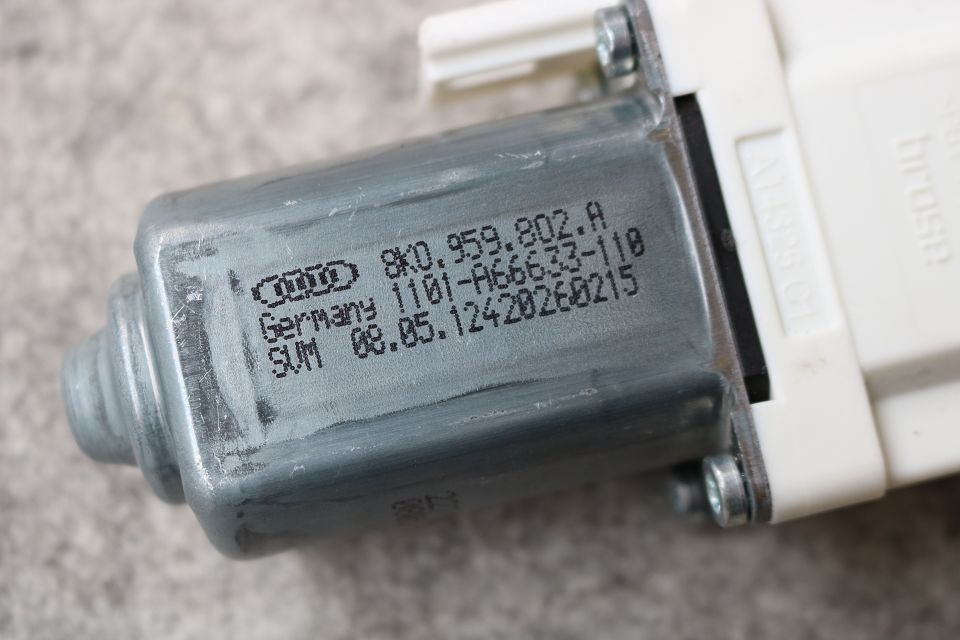 8K0.959.802.A
Germany 1101-A66633-110
SVM 08.05.12420260215
brose